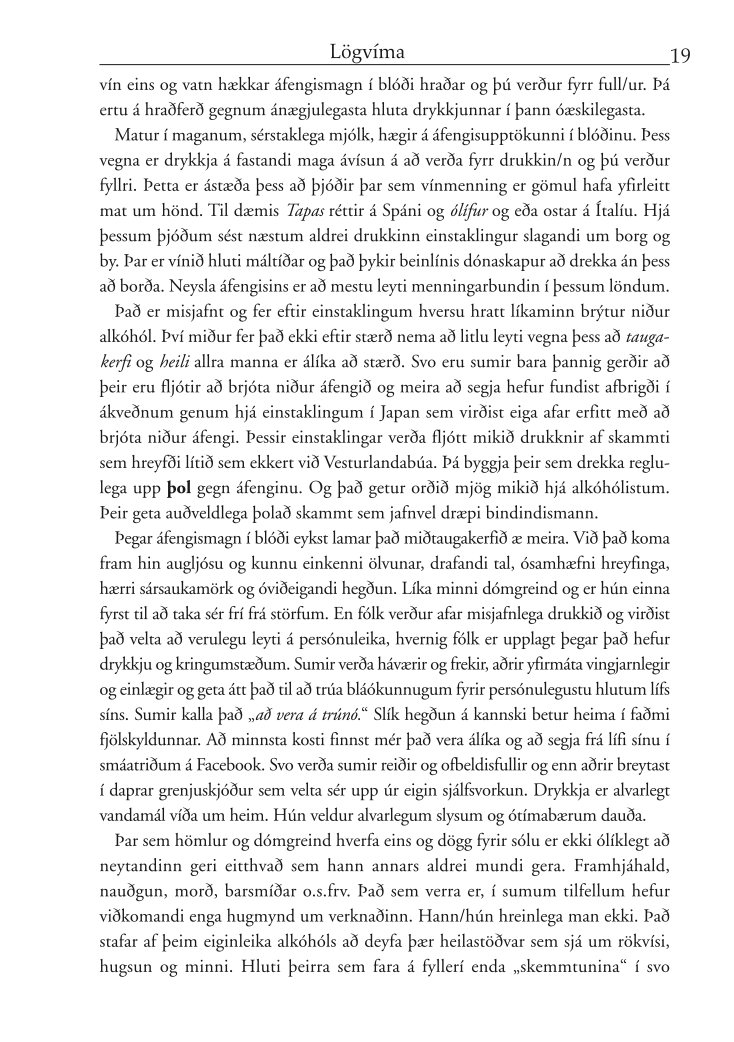 Lögvíma 19
vín eins og vatn hækkar áfengismagn í blóði hraðar og þú verður fyrr full/ur. Þá
ertu á hraðferð gegnum ánægjulegasta hluta drykkjunnar í þann óæskilegasta.
Matur í maganum, sérstaklega mjólk, hægir á áfengisupptökunni í blóðinu. Þess
vegna er drykkja á fastandi maga ávísun á að verða fyrr drukkin/n og þú verður
fyllri. Þetta er ástæða þess að þjóðir þar sem vínmenning er gömul hafa yfirleitt
mat um hönd. Til dæmis Tapas réttir á Spáni og ólífur og eða ostar á Ítalíu. Hjá
þessum þjóðum sést næstum aldrei drukkinn einstaklingur slagandi um borg og
by. Þar er vínið hluti máltíðar og það þykir beinlínis dónaskapur að drekka án þess
að borða. Neysla áfengisins er að mestu leyti menningarbundin í þessum löndum.
Það er misjafnt og fer eftir einstaklingum hversu hratt líkaminn brýtur niður
alkóhól. Því miður fer það ekki eftir stærð nema að litlu leyti vegna þess að tauga-
kerfi og heili allra manna er álíka að stærð. Svo eru sumir bara þannig gerðir að
þeir eru fljótir að brjóta niður áfengið og meira að segja hefur fundist afbrigði í
ákveðnum genum hjá einstaklingum í Japan sem virðist eiga afar erfitt með að
brjóta niður áfengi. Þessir einstaklingar verða fljótt mikið drukknir af skammti
sem hreyfði lítið sem ekkert við Vesturlandabúa. Þá byggja þeir sem drekka reglu-
lega upp þol gegn áfenginu. Og það getur orðið mjög mikið hjá alkóhólistum.
Þeir geta auðveldlega þolað skammt sem jafnvel dræpi bindindismann.
Þegar áfengismagn í blóði eykst lamar það miðtaugakerfið æ meira. Við það koma
fram hin augljósu og kunnu einkenni ölvunar, drafandi tal, ósamhæfni hreyfinga,
hærri sársaukamörk og óviðeigandi hegðun. Líka minni dómgreind og er hún einna
fyrst til að taka sér frí frá störfum. En fólk verður afar misjafnlega drukkið og virðist
það velta að verulegu leyti á persónuleika, hvernig fólk er upplagt þegar það hefur
drykkju og kringumstæðum. Sumir verða háværir og frekir, aðrir yfirmáta vingjarnlegir
og einlægir og geta átt það til að trúa bláókunnugum fyrir persónulegustu hlutum lífs
síns. Sumir kalla það „að vera á trúnó.“ Slík hegðun á kannski betur heima í faðmi
fjölskyldunnar. Að minnsta kosti finnst mér það vera álíka og að segja frá lífi sínu í
smáatriðum á Facebook. Svo verða sumir reiðir og ofbeldisfullir og enn aðrir breytast
í daprar grenjuskjóður sem velta sér upp úr eigin sjálfsvorkun. Drykkja er alvarlegt
vandamál víða um heim. Hún veldur alvarlegum slysum og ótímabærum dauða.
Þar sem hömlur og dómgreind hverfa eins og dögg fyrir sólu er ekki ólíklegt að
neytandinn geri eitthvað sem hann annars aldrei mundi gera. Framhjáhald,
nauðgun, morð, barsmíðar o.s.frv. Það sem verra er, í sumum tilfellum hefur
viðkomandi enga hugmynd um verknaðinn. Hann/hún hreinlega man ekki. Það
stafar af þeim eiginleika alkóhóls að deyfa þær heilastöðvar sem sjá um rökvísi,
hugsun og minni. Hluti þeirra sem fara á fyllerí enda „skemmtunina“ í svo